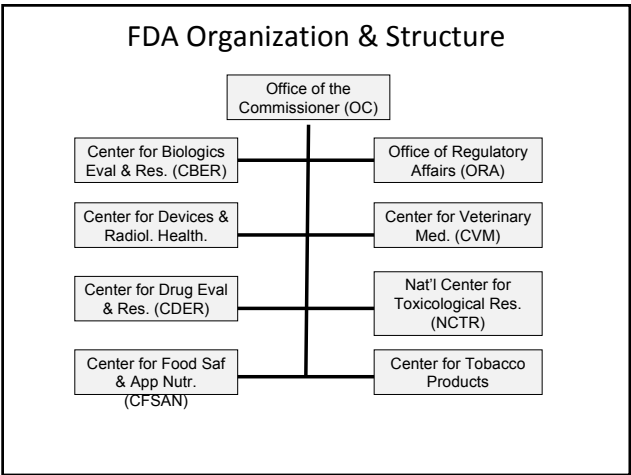 FDA Organization & Structure
Office of the
Commissioner (OC)
Center for Biologics
Eval & Res. (CBER)
Office of Regulatory
Affairs (ORA)
Center for Devices &
Radiol. Health.
Center for Veterinary
Med. (CVM)
Center for Drug Eval
& Res. (CDER)
Nat'l Center for
Toxicological Res.
(NCTR)
Center for Food Saf
& App Nutr.
(CFSAN)
Center for Tobacco
Products